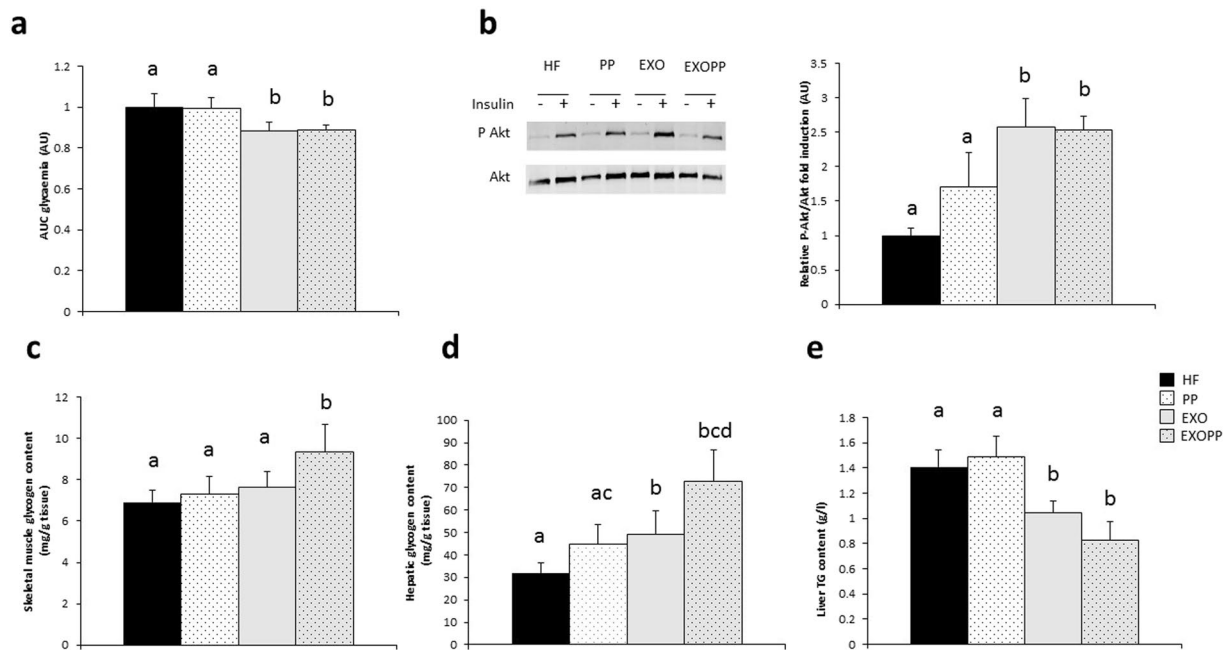 a
AUC glycaemia (AU)
1.2
1
0.8
0.6
0.4
0.2
0
a a b b
b
HF PP EXO EXOPP
Insulin - + - + - + - +
P Akt
Akt
Relative P-Akt/Akt fold induction (AU)
3.5
3
2.5
2
1.5
1
0.5
0
a a b b
c
Skeletal muscle glycogen content
(mg/g tissue)
12
10
8
6
4
2
0
a a a b
d
Hepatic glycogen content
(mg/g tissue)
100
90
80
70
60
50
40
30
20
10
0
a ac b bcd
e
Liver TG content (g/l)
1.8
1.6
1.4
1.2
1
0.8
0.6
0.4
0.2
0
a a b b
HF
PP
EXO
EXOPP